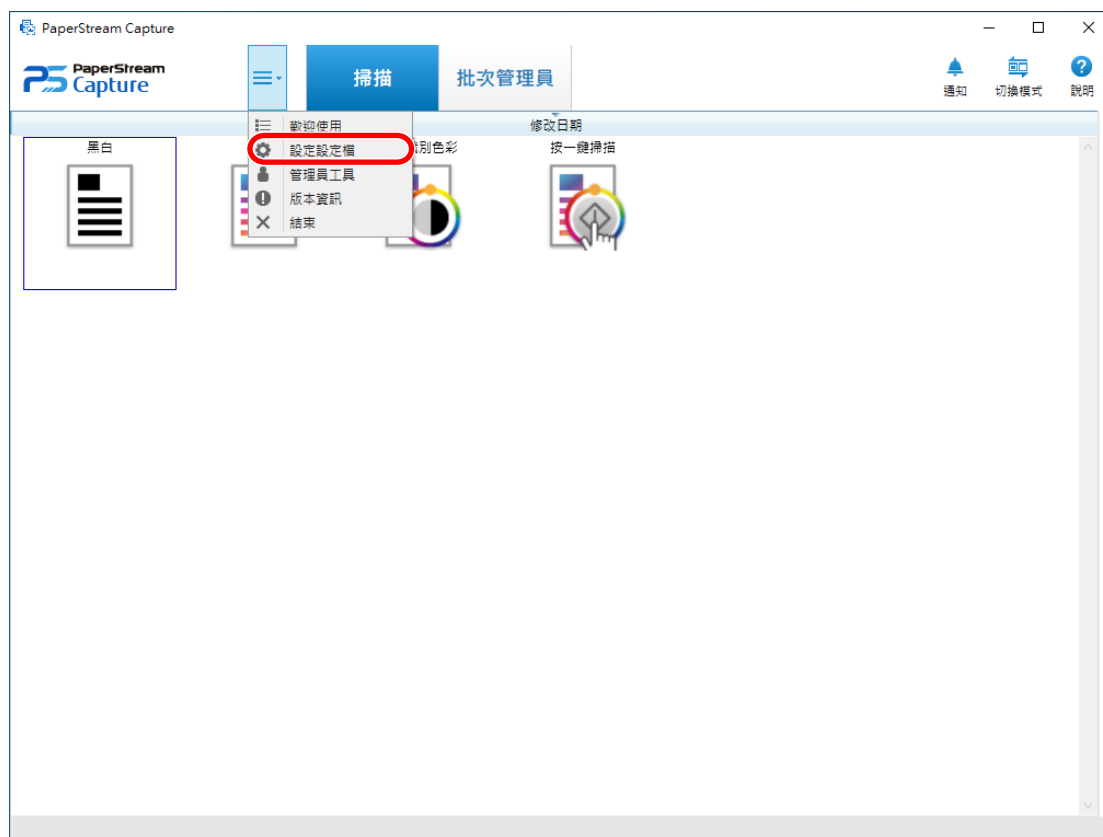 PaperStream Capture
PaperStream
Capture
掃描
批次管理員
通知
切換模式
說明
修改日期
歡迎使用
設定設定檔
管理員工具
版本資訊
結束
黑白
別色彩
按一鍵掃描